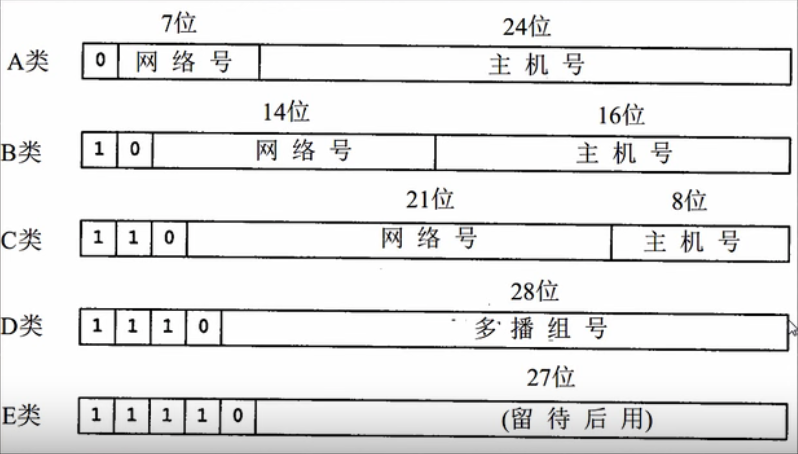 7位 24位
A类 0 网络号 主机号
14位 16位
B类 1 0 网络号 主机号
21位 8位
C类 1 1 0 网络号 主机号
28位
D类 1 1 1 0 多播组号
27位
E类 1 1 1 1 0 (留待后用)